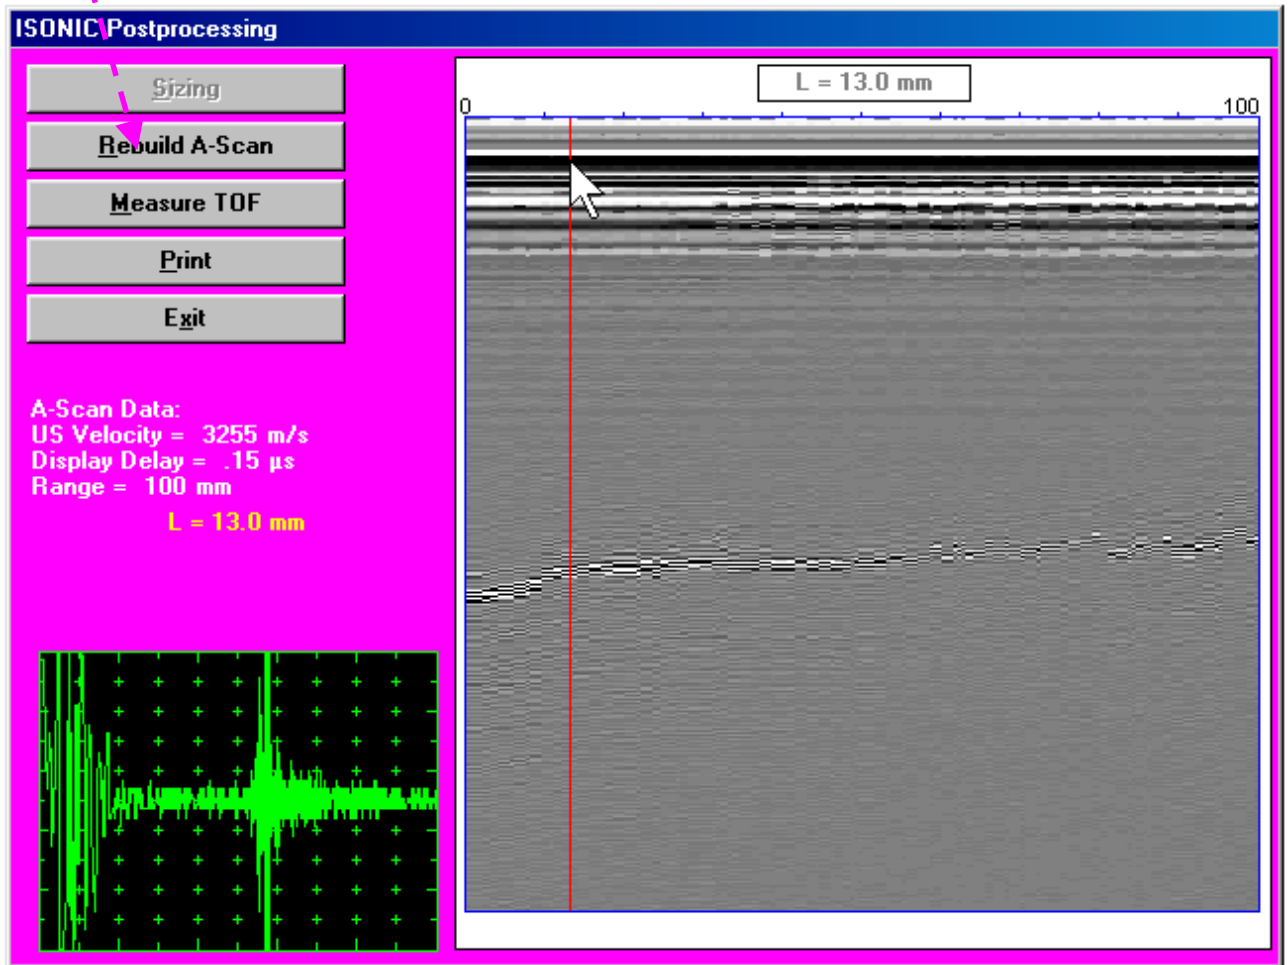 ISONIC\Postprocessing
Sizing
Rebuild A-Scan
Measure TOF
Print
Exit
A-Scan Data:
US Velocity = 3255 m/s
Display Delay = .15 µs
Range = 100 mm
L = 13.0 mm
L = 13.0 mm
0 100